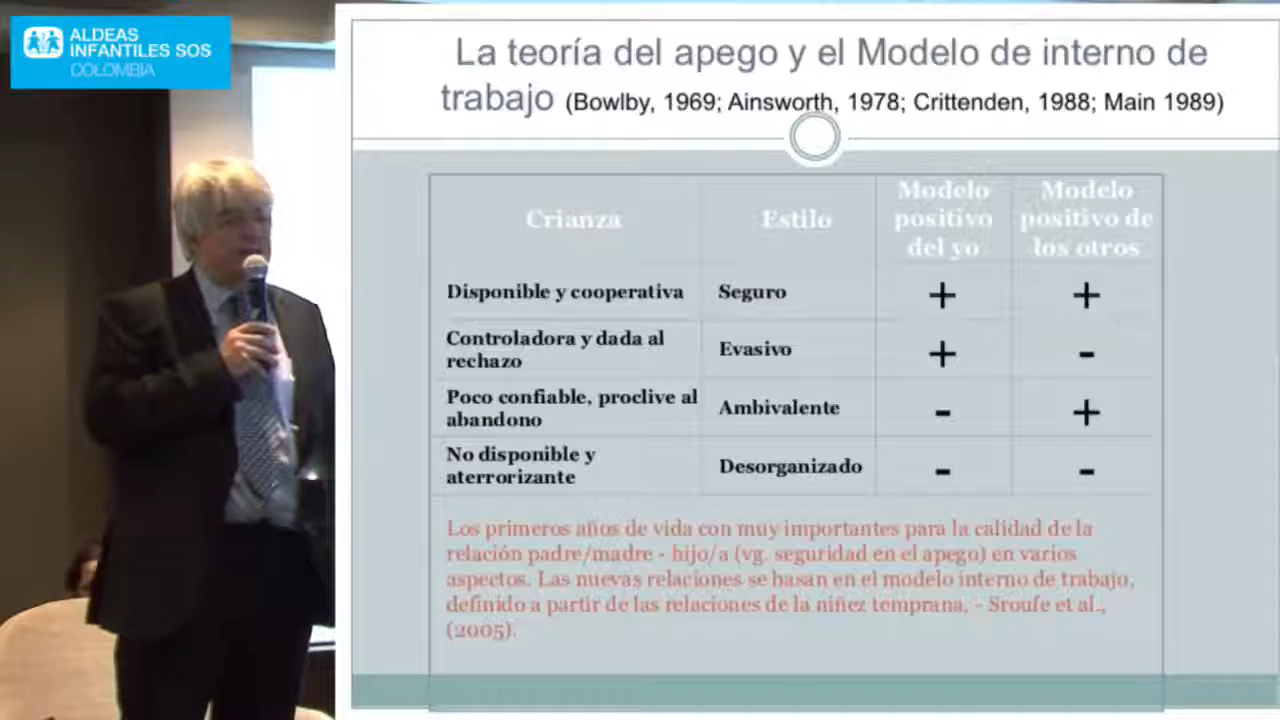 ALDEAS
INFANTILES SOS
COLOMBIA
La teoría del apego y el Modelo de interno de
trabajo (Bowlby, 1969; Ainsworth, 1978; Crittenden, 1988; Main 1989)
Crianza Estilo Modelo positivo del yo Modelo positivo de los otros
Disponible y cooperativa Seguro + +
Controladora y dada al
rechazo Evasivo + -
Poco confiable, proclive al
abandono Ambivalente - +
No disponible y
aterrorizante Desorganizado - -
Los primeros años de vida con muy importantes para la calidad de la
relación padre/madre - hijo/a (vg. seguridad en el apego) en varios
aspectos. Las nuevas relaciones se basan en el modelo interno de trabajo,
definido a partir de las relaciones de la niñez temprana, - Sroufe et al.,
(2005).